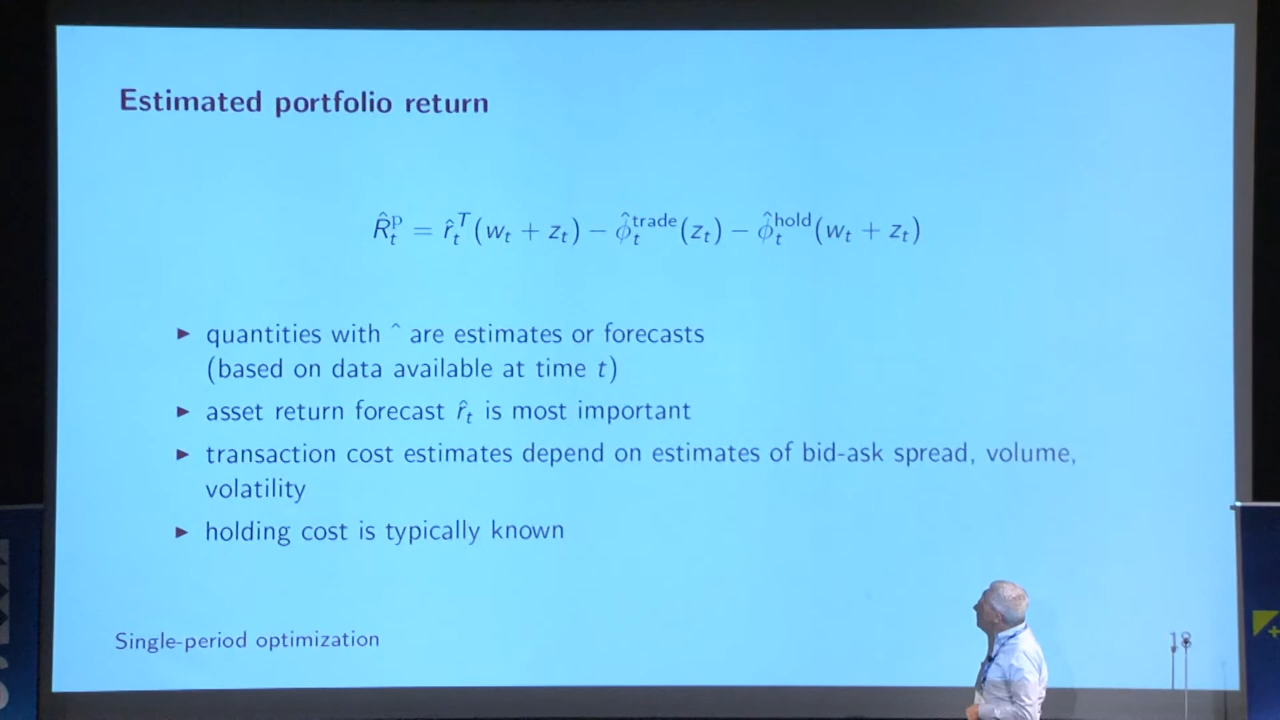 Estimated portfolio return
R̂ₜᵖ = r̂ₜᵀ(wₜ + zₜ) − ϕ̂ₜᵗʳᵃᵈᵉ(zₜ) − ϕ̂ₜʰᵒˡᵈ(wₜ + zₜ)
▶ quantities with ˆ are estimates or forecasts
(based on data available at time t)
▶ asset return forecast r̂ₜ is most important
▶ transaction cost estimates depend on estimates of bid-ask spread, volume,
volatility
▶ holding cost is typically known
Single-period optimization
18